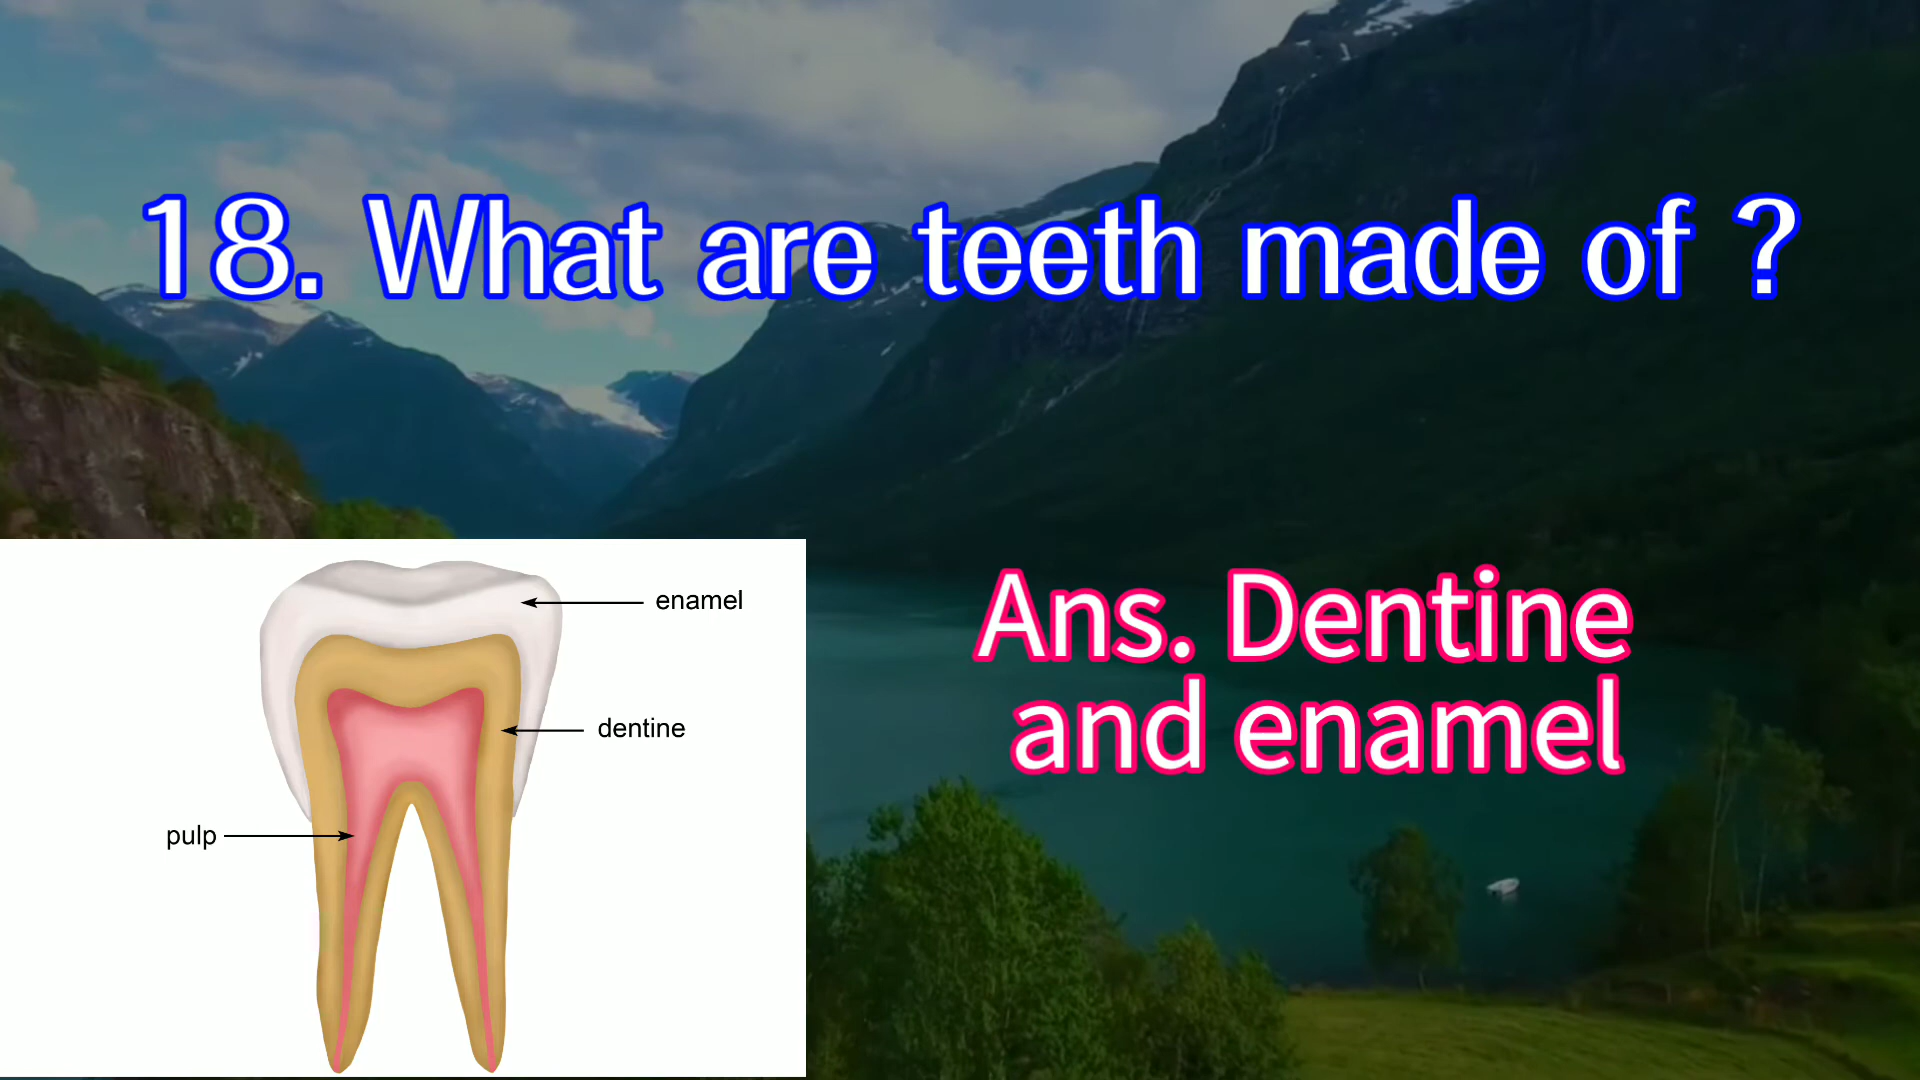 18. What are teeth made of ?
enamel
Ans. Dentine
and enamel
dentine
pulp